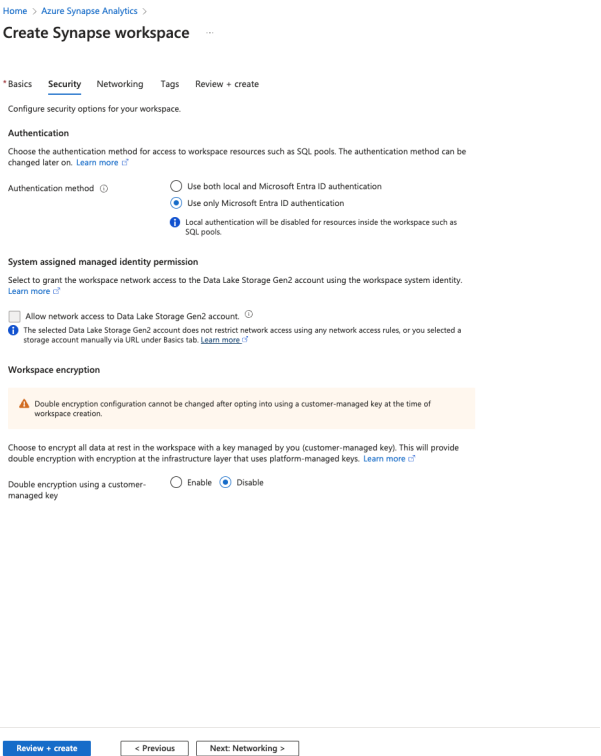 Home > Azure Synapse Analytics >
Create Synapse workspace ...
* Basics Security Networking Tags Review + create
Configure security options for your workspace.
Authentication
Choose the authentication method for access to workspace resources such as SQL pools. The authentication method can be
changed later on. Learn more
Authentication method
Use both local and Microsoft Entra ID authentication
Use only Microsoft Entra ID authentication
Local authentication will be disabled for resources inside the workspace such as
SQL pools.
System assigned managed identity permission
Select to grant the workspace network access to the Data Lake Storage Gen2 account using the workspace system identity.
Learn more
Allow network access to Data Lake Storage Gen2 account.
The selected Data Lake Storage Gen2 account does not restrict network access using any network access rules, or you selected a
storage account manually via URL under Basics tab. Learn more
Workspace encryption
Double encryption configuration cannot be changed after opting into using a customer-managed key at the time of
workspace creation.
Choose to encrypt all data at rest in the workspace with a key managed by you (customer-managed key). This will provide
double encryption with encryption at the infrastructure layer that uses platform-managed keys. Learn more
Double encryption using a customer-
managed key
Enable Disable
Review + create < Previous Next: Networking >